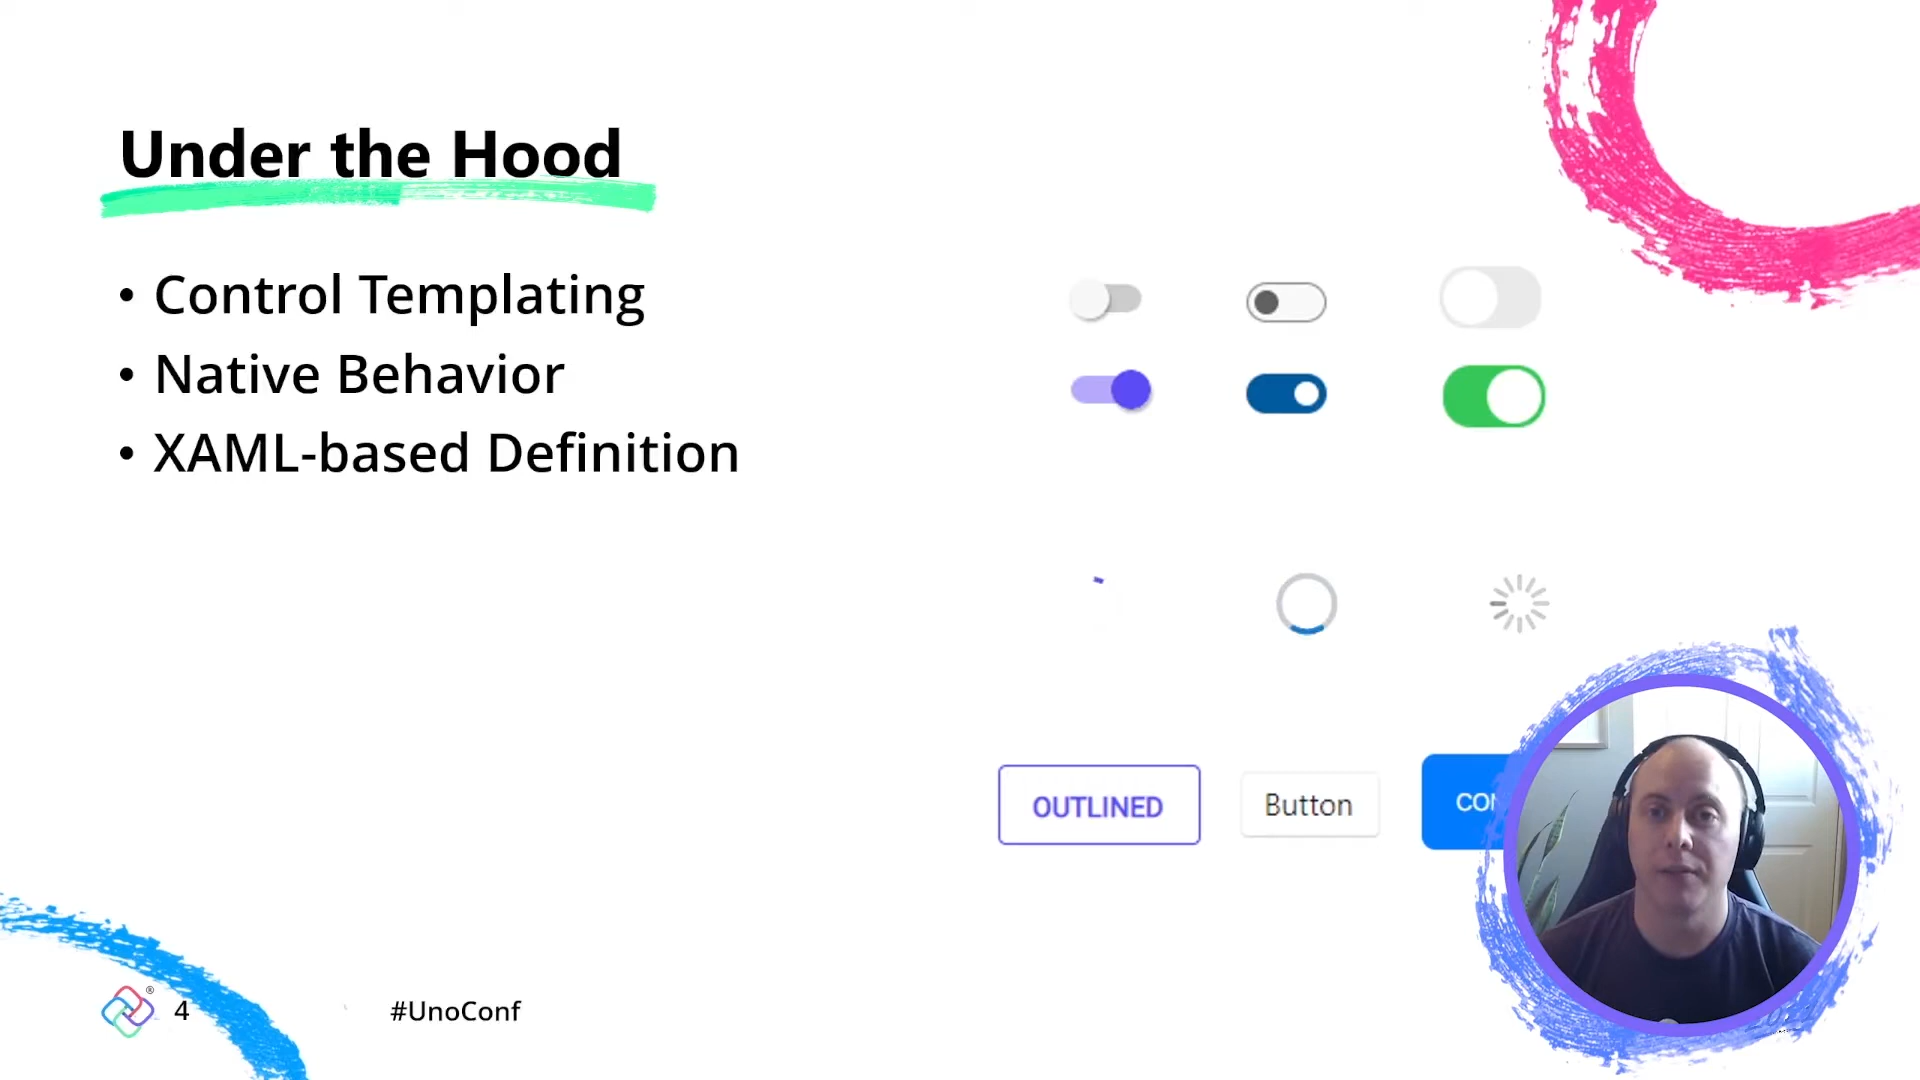 Under the Hood
• Control Templating
• Native Behavior
• XAML-based Definition
OUTLINED
Button
®
4
#UnoConf